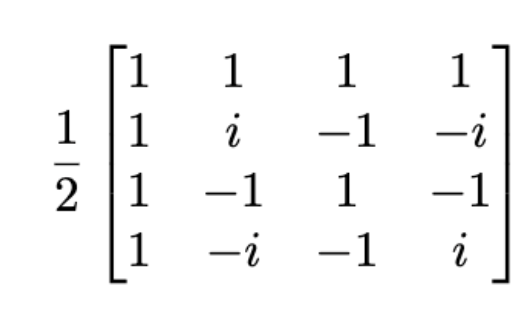 1/2 [1 1 1 1
1 i −1 −i
1 −1 1 −1
1 −i −1 i]